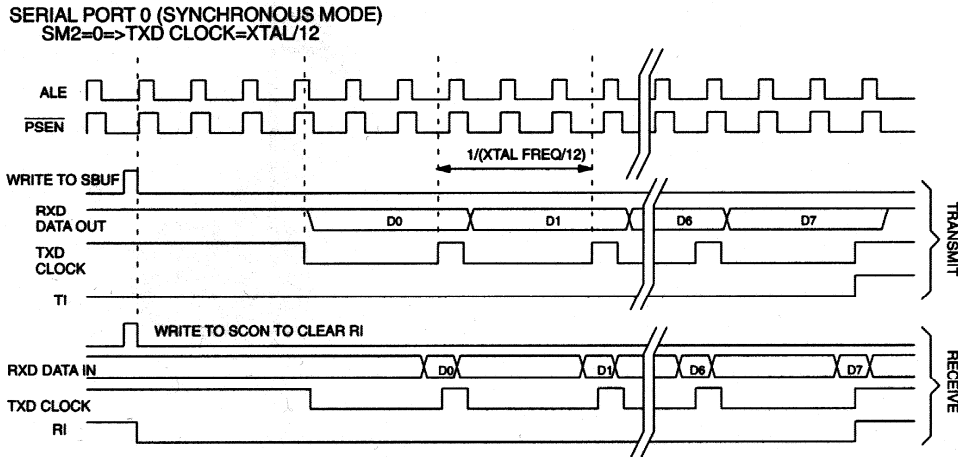 SERIAL PORT 0 (SYNCHRONOUS MODE)
SM2=0=>TXD CLOCK=XTAL/12
ALE
PSEN
1/(XTAL FREQ/12)
WRITE TO SBUF
RXD
DATA OUT
D0 D1 D6 D7
TXD
CLOCK
TI
TRANSMIT
WRITE TO SCON TO CLEAR RI
RXD DATA IN
D0 D1 D6 D7
TXD CLOCK
RI
RECEIVE